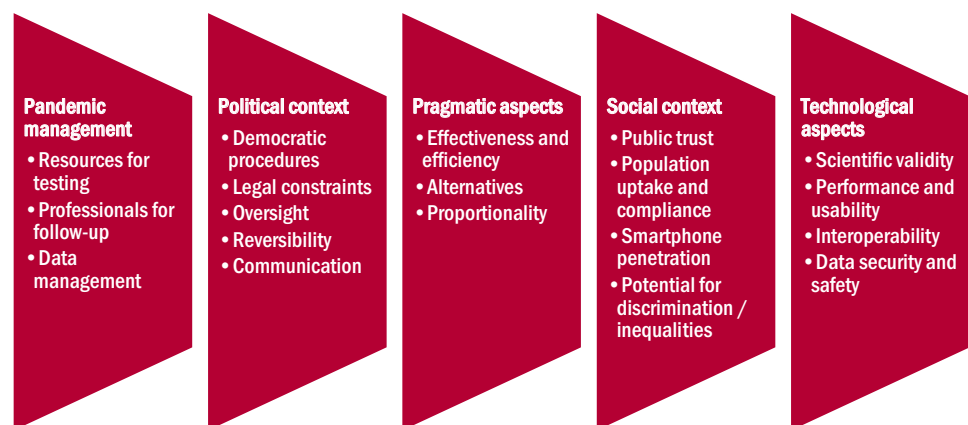 Pandemic
management
• Resources for
testing
• Professionals for
follow-up
• Data
management
Political context
• Democratic
procedures
• Legal constraints
• Oversight
• Reversibility
• Communication
Pragmatic aspects
• Effectiveness and
efficiency
• Alternatives
• Proportionality
Social context
• Public trust
• Population
uptake and
compliance
• Smartphone
penetration
• Potential for
discrimination /
inequalities
Technological
aspects
• Scientific validity
• Performance and
usability
• Interoperability
• Data security and
safety